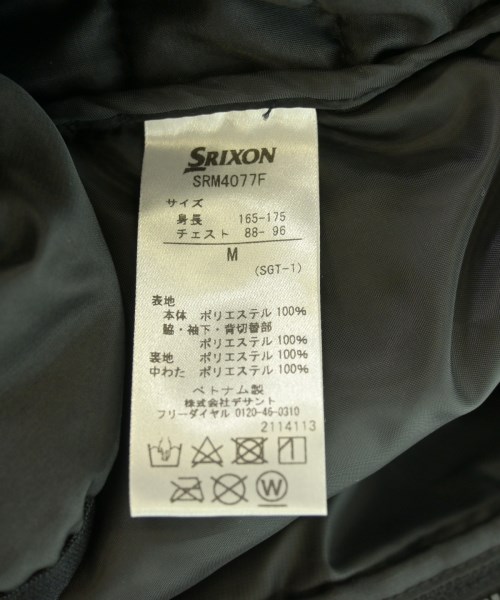 SRIXON
SRM4077F
サイズ
身長 165-175
チェスト 88- 96
M
(SGT-1)
表地
本体 ポリエステル 100%
脇・袖下・背切替部
ポリエステル 100%
裏地 ポリエステル 100%
中わた ポリエステル 100%
ベトナム製
株式会社デサント
フリーダイヤル 0120-46-0310
2114113
W